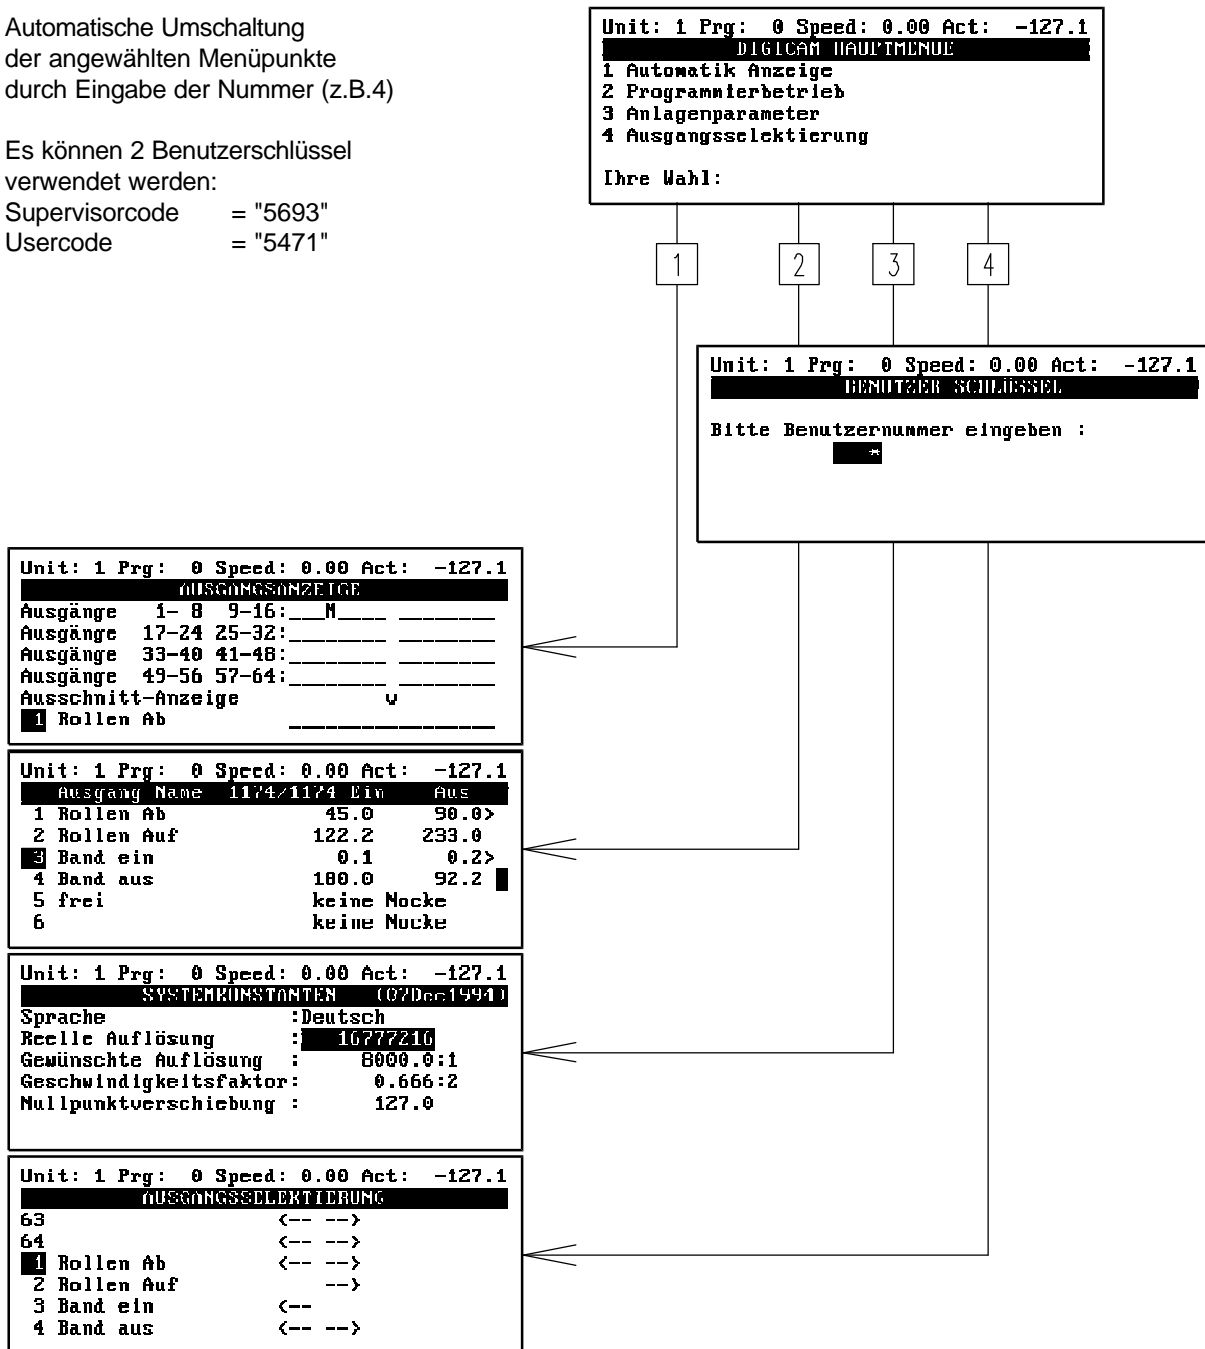 Automatische Umschaltung
der angewählten Menüpunkte
durch Eingabe der Nummer (z.B.4)
Es können 2 Benutzerschlüssel
verwendet werden:
Supervisorcode = "5693"
Usercode = "5471"
Unit: 1 Prg: 0 Speed: 0.00 Act: -127.1
DIGICAM HAUPTMENUE
1 Automatik Anzeige
2 Programmierbetrieb
3 Anlagenparameter
4 Ausgangsselektierung
Ihre Wahl:
1 2 3 4
Unit: 1 Prg: 0 Speed: 0.00 Act: -127.1
BENUTZER SCHLÜSSEL
Bitte Benutzernummer eingeben :
*
Unit: 1 Prg: 0 Speed: 0.00 Act: -127.1
AUSGANGSANZEIGE
Ausgänge 1- 8 9-16:___M____ ________
Ausgänge 17-24 25-32:________ ________
Ausgänge 33-40 41-48:________ ________
Ausgänge 49-56 57-64:________ ________
Ausschnitt-Anzeige v
1 Rollen Ab _________________
Unit: 1 Prg: 0 Speed: 0.00 Act: -127.1
Ausgang Name 1174/1174 Ein Aus
1 Rollen Ab 45.0 90.0>
2 Rollen Auf 122.2 233.0
3 Band ein 0.1 0.2>
4 Band aus 180.0 92.2
5 frei keine Nocke
6 keine Nocke
Unit: 1 Prg: 0 Speed: 0.00 Act: -127.1
SYSTEMKONSTANTEN (07Dec1994)
Sprache :Deutsch
Reelle Auflösung : 16777216
Gewünschte Auflösung : 8000.0:1
Geschwindigkeitsfaktor: 0.666:2
Nullpunktverschiebung : 127.0
Unit: 1 Prg: 0 Speed: 0.00 Act: -127.1
AUSGANGSSELEKTIERUNG
63 <-- -->
64 <-- -->
1 Rollen Ab <-- -->
2 Rollen Auf -->
3 Band ein <--
4 Band aus <-- -->